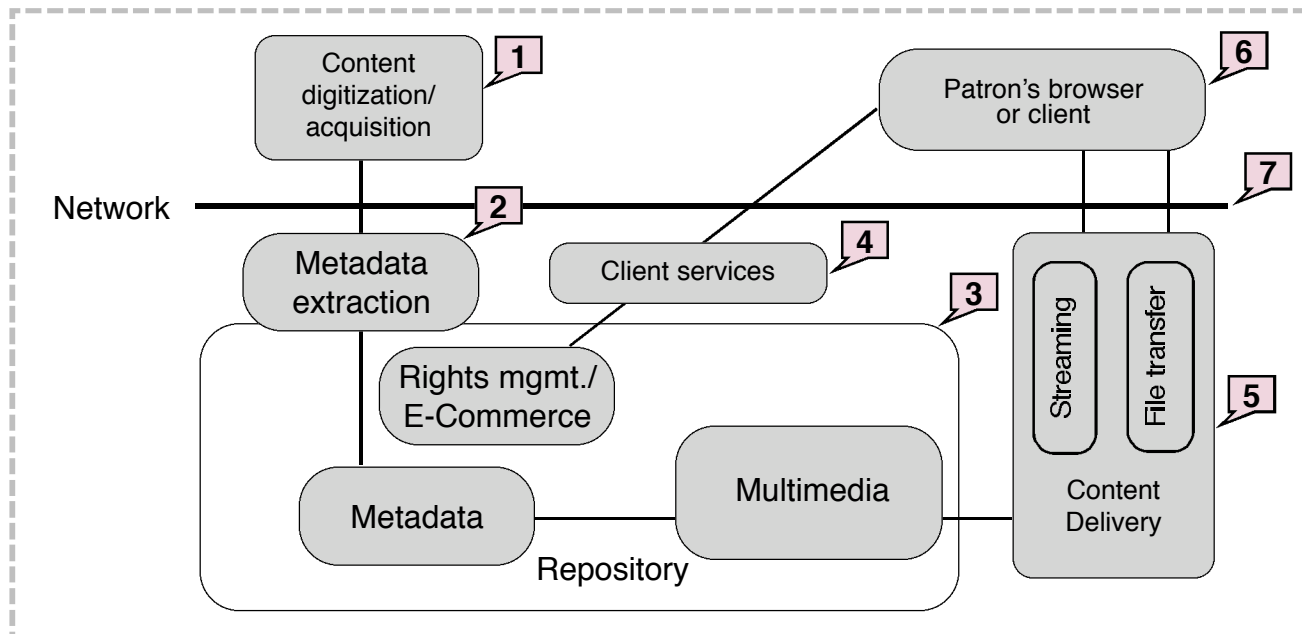 1
Content
digitization/
acquisition
6
Patron's browser
or client
7
Network
2
Metadata
extraction
4
Client services
3
Rights mgmt./
E-Commerce
Streaming
File transfer
5
Multimedia
Metadata
Content
Delivery
Repository